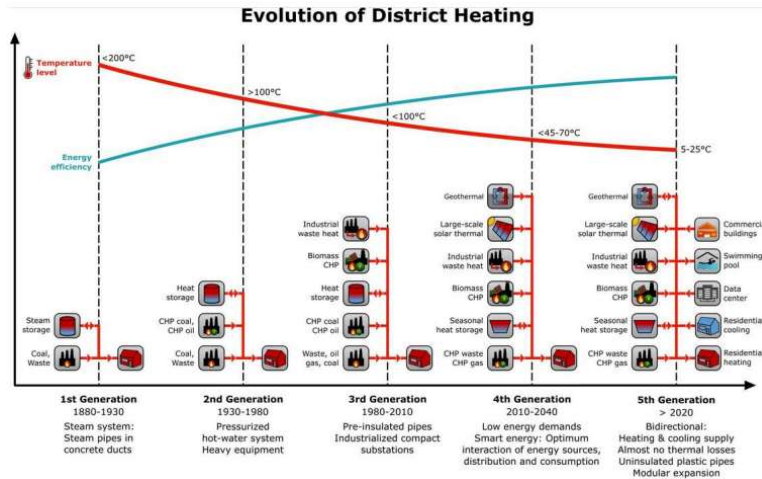 Evolution of District Heating
Temperature
level
<200°C
>100°C
<100°C
<45-70°C
5-25°C
Energy
efficiency
Steam
storage
Coal,
Waste
Heat
storage
CHP coal,
CHP oil
Coal,
Waste
Industrial
waste heat
Biomass
CHP
Heat
storage
CHP coal
CHP oil
Waste, oil
gas, coal
Geothermal
Large-scale
solar thermal
Industrial
waste heat
Biomass
CHP
Seasonal
heat storage
CHP waste
CHP gas
Geothermal
Large-scale
solar thermal
Industrial
waste heat
Biomass
CHP
Seasonal
heat storage
CHP waste
CHP gas
Commercial
buildings
Swimming
pool
Data
center
Residential
cooling
Residential
heating
1st Generation
1880-1930
Steam system:
Steam pipes in
concrete ducts
2nd Generation
1930-1980
Pressurized
hot-water system
Heavy equipment
3rd Generation
1980-2010
Pre-insulated pipes
Industrialized compact
substations
4th Generation
2010-2040
Low energy demands
Smart energy: Optimum
interaction of energy sources,
distribution and consumption
5th Generation
> 2020
Bidirectional:
Heating & cooling supply
Almost no thermal losses
Uninsulated plastic pipes
Modular expansion